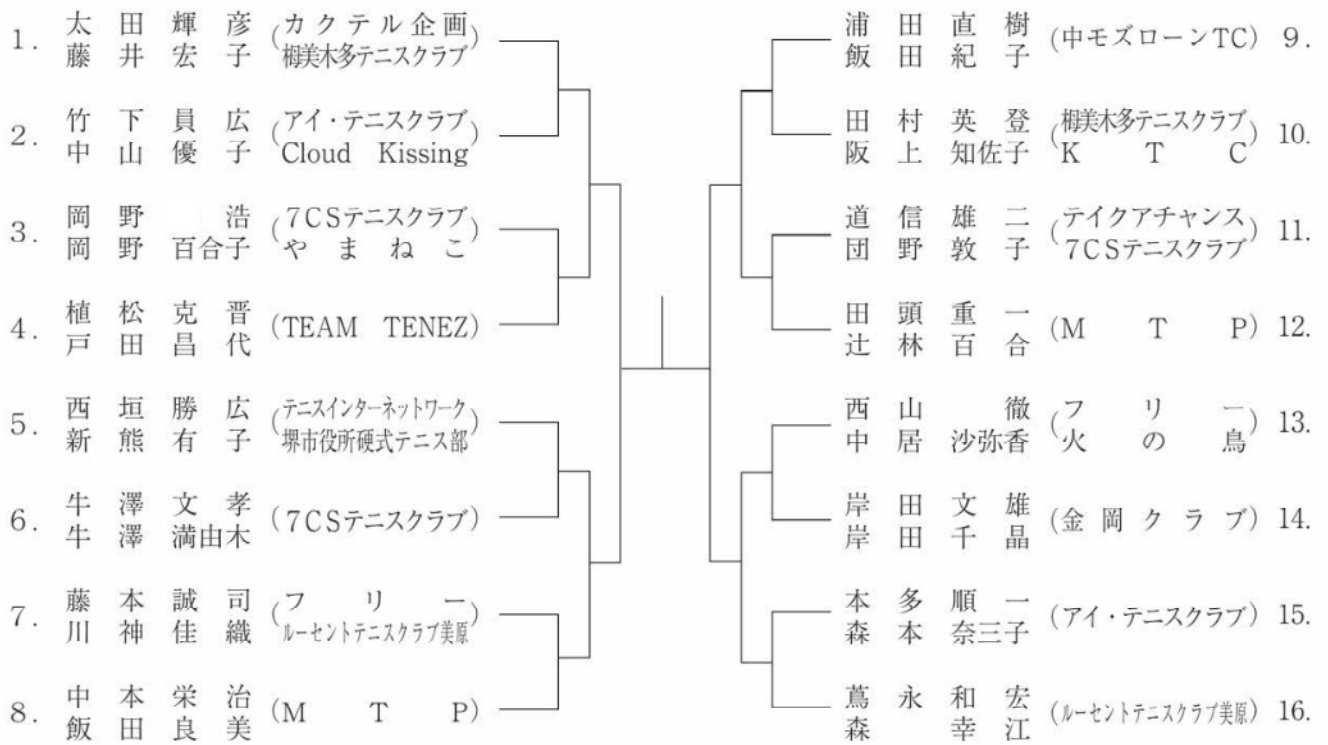 1. 太田輝彦 (カクテル企画
藤井宏子 栂美木多テニスクラブ)
2. 竹下員広 (アイ・テニスクラブ
中山優子 Cloud Kissing)
3. 岡野 浩 (7CSテニスクラブ
岡野百合子 やまねこ)
4. 植松克晋 (TEAM TENEZ)
戸田昌代
5. 西垣勝広 (テニスインターネットワーク
新熊有子 堺市役所硬式テニス部)
6. 牛澤文孝 (7CSテニスクラブ)
牛澤満由木
7. 藤本誠司 (フリー
川神佳織 ルーセントテニスクラブ美原)
8. 中本栄治 (MTP)
飯田良美
浦田直樹 (中モズローンTC) 9.
飯田紀子
田村英登 (栂美木多テニスクラブ 10.
阪上知佐子 KTC)
道信雄二 (テイクアチャンス 11.
団野敦子 7CSテニスクラブ)
田頭重一 (MTP) 12.
辻林百合
西山 徹 (フリー 13.
中居沙弥香 火の鳥)
岸田文雄 (金岡クラブ) 14.
岸田千晶
本多順一 (アイ・テニスクラブ) 15.
森本奈三子
蔦永和宏 (ルーセントテニスクラブ美原) 16.
森 幸江